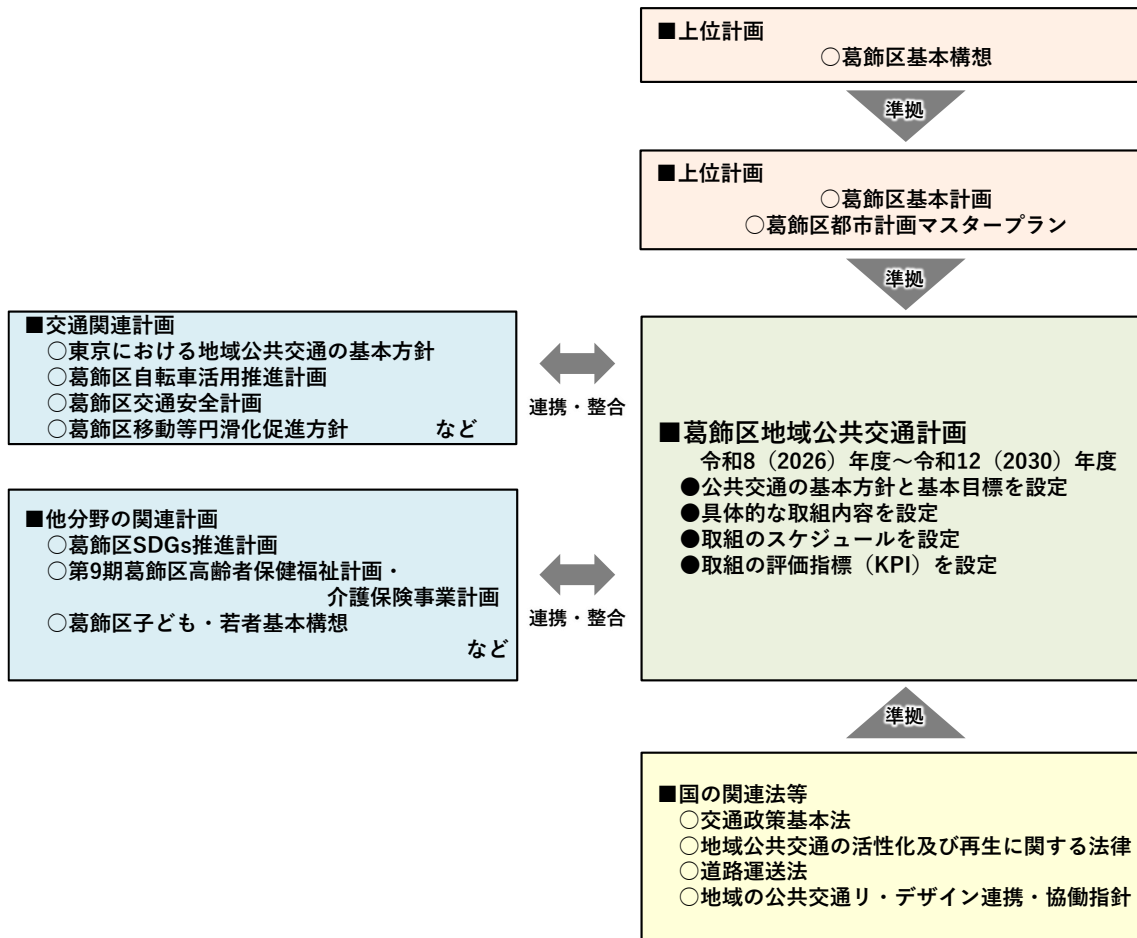 ■上位計画
○葛飾区基本構想
準拠
■上位計画
○葛飾区基本計画
○葛飾区都市計画マスタープラン
準拠
■交通関連計画
○東京における地域公共交通の基本方針
○葛飾区自転車活用推進計画
○葛飾区交通安全計画
○葛飾区移動等円滑化促進方針 など
連携・整合
■他分野の関連計画
○葛飾区SDGs推進計画
○第9期葛飾区高齢者保健福祉計画・
介護保険事業計画
○葛飾区子ども・若者基本構想
など
連携・整合
■葛飾区地域公共交通計画
令和8（2026）年度～令和12（2030）年度
●公共交通の基本方針と基本目標を設定
●具体的な取組内容を設定
●取組のスケジュールを設定
●取組の評価指標（KPI）を設定
準拠
■国の関連法等
○交通政策基本法
○地域公共交通の活性化及び再生に関する法律
○道路運送法
○地域の公共交通リ・デザイン連携・協働指針